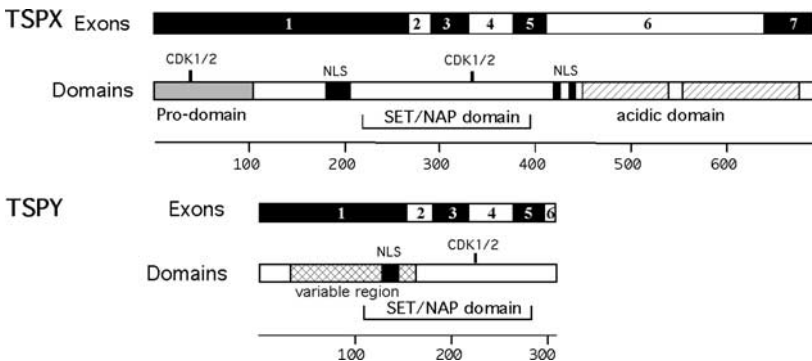 TSPX Exons 1 2 3 4 5 6 7
CDK1/2 NLS CDK1/2 NLS
Domains
Pro-domain SET/NAP domain acidic domain
100 200 300 400 500 600
TSPY Exons 1 2 3 4 5 6
NLS CDK1/2
Domains
variable region
SET/NAP domain
100 200 300